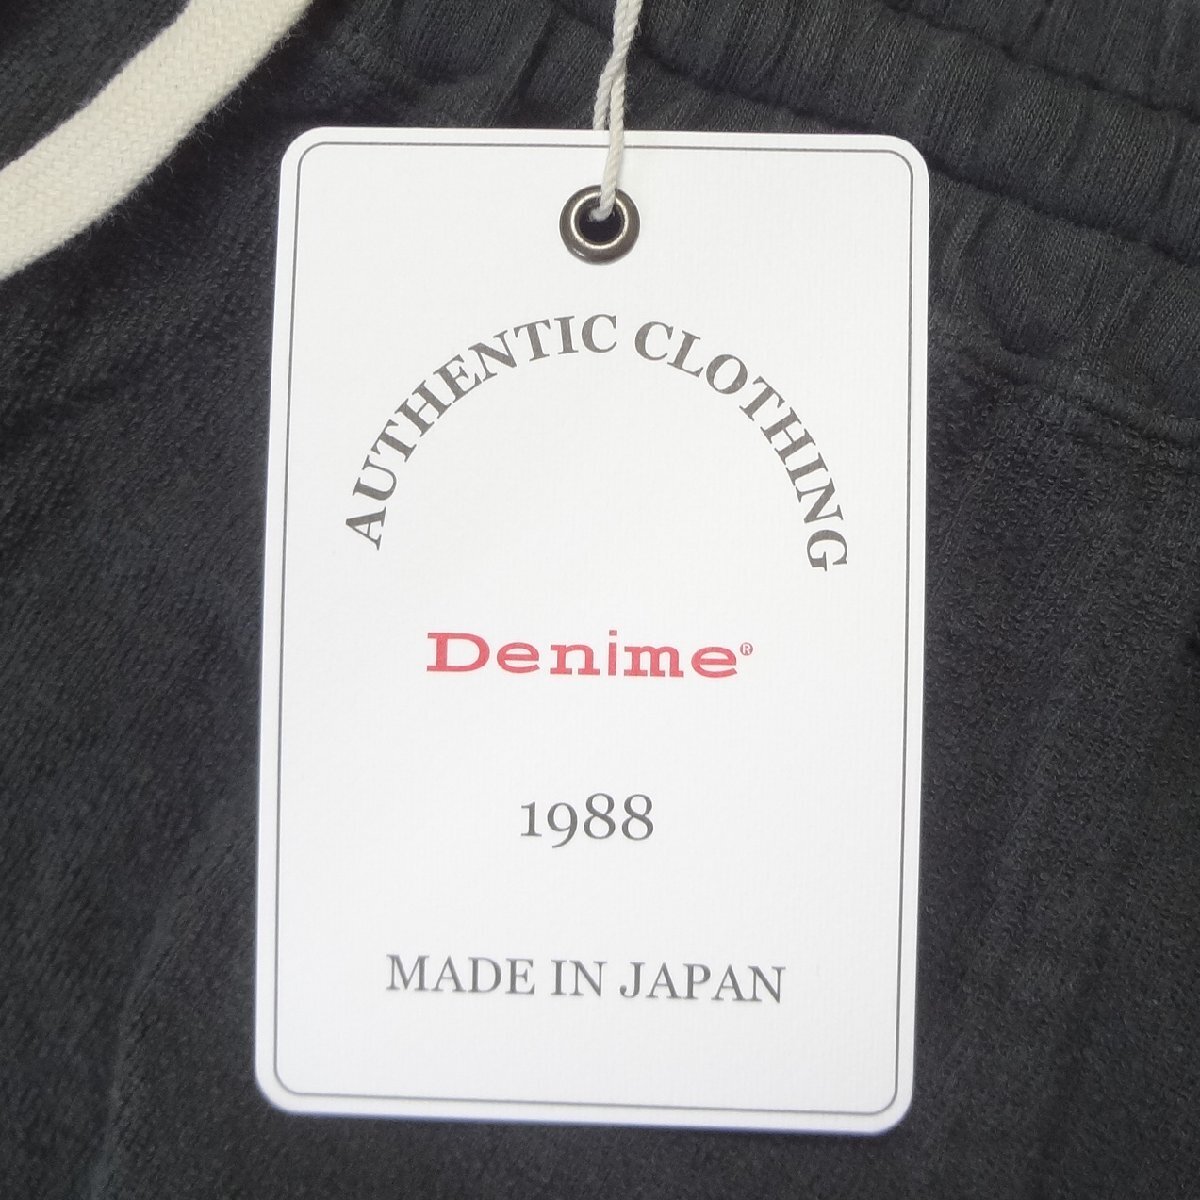 AUTHENTIC CLOTHING
Denime®
1988
MADE IN JAPAN